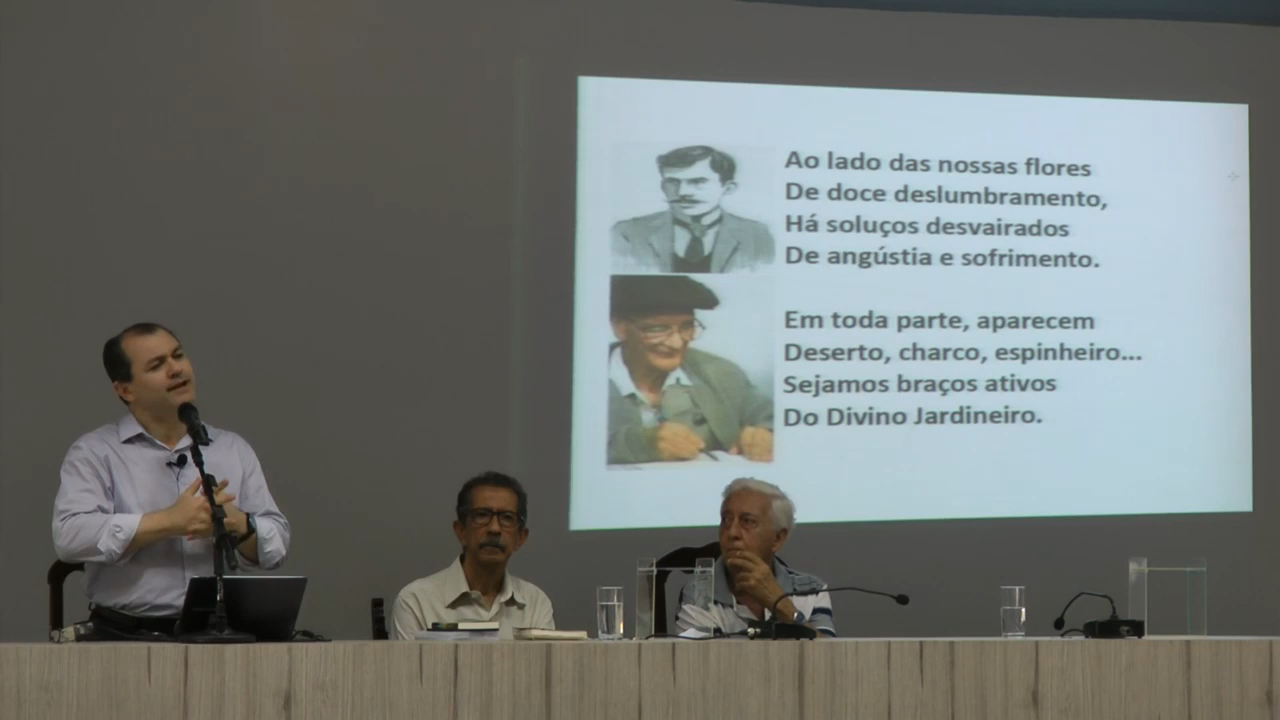 Ao lado das nossas flores
De doce deslumbramento,
Há soluços desvairados
De angústia e sofrimento.
Em toda parte, aparecem
Deserto, charco, espinheiro...
Sejamos braços ativos
Do Divino Jardineiro.